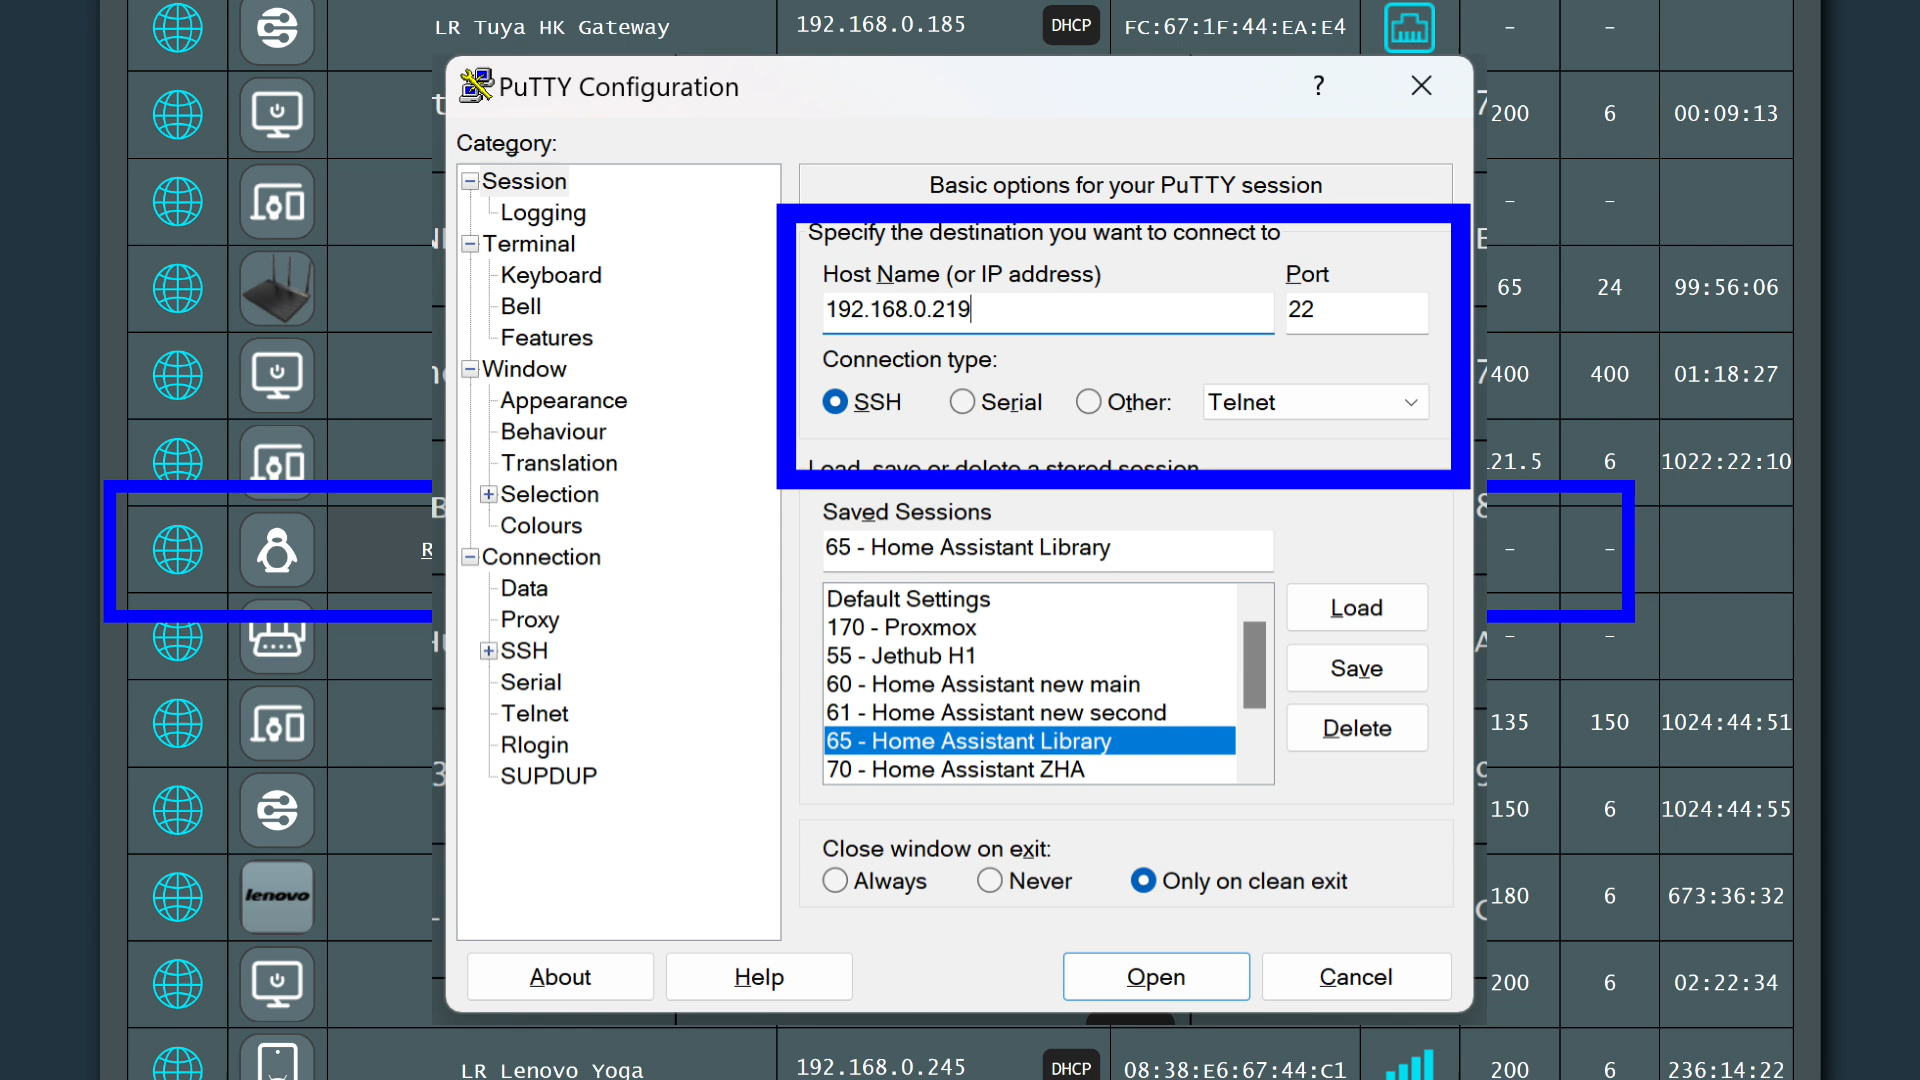 LR Tuya HK Gateway 192.168.0.185 DHCP FC:67:1F:44:EA:E4 - -
PuTTY Configuration ?
200 6 00:09:13
Category:
Session
Logging
Terminal
Keyboard
Bell
Features
Window
Appearance
Behaviour
Translation
Selection
Colours
Connection
Data
Proxy
SSH
Serial
Telnet
Rlogin
SUPDUP
Basic options for your PuTTY session
Specify the destination you want to connect to
Host Name (or IP address) Port
192.168.0.219 22
Connection type:
SSH Serial Other: Telnet
Load, save or delete a stored session
Saved Sessions
65 - Home Assistant Library
Default Settings
170 - Proxmox
55 - Jethub H1
60 - Home Assistant new main
61 - Home Assistant new second
65 - Home Assistant Library
70 - Home Assistant ZHA
Load
Save
Delete
Close window on exit:
Always Never Only on clean exit
About Help Open Cancel
- -
65 24 99:56:06
7400 400 01:18:27
121.5 6 1022:22:10
R - -
- -
135 150 1024:44:51
150 6 1024:44:55
lenovo 180 6 673:36:32
200 6 02:22:34
LR Lenovo Yoga 192.168.0.245 DHCP 08:38:E6:67:44:C1 200 6 236:14:22